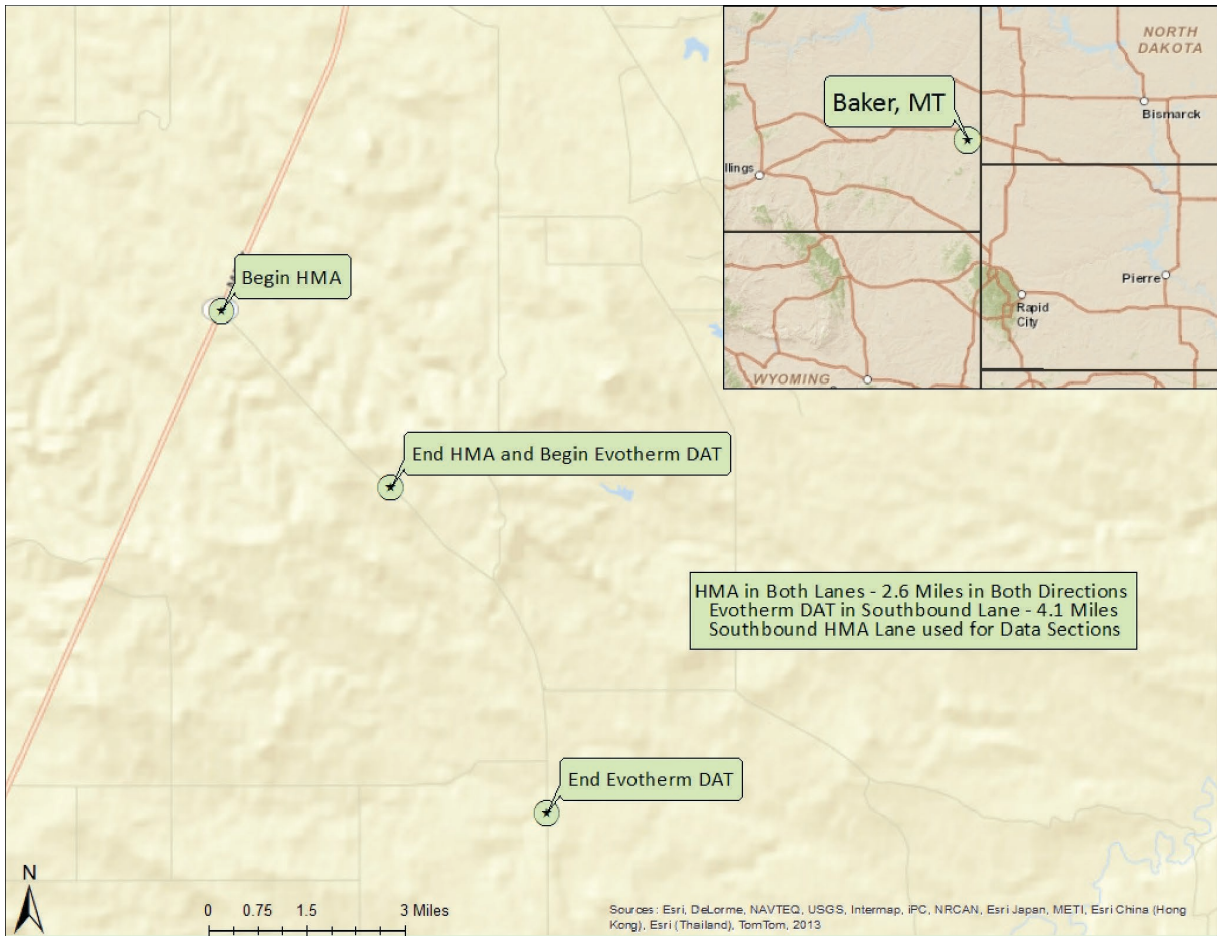 NORTH
DAKOTA
Baker, MT
Bismarck
llings
Begin HMA
Pierre
Rapid
City
WYOMING
End HMA and Begin Evotherm DAT
HMA in Both Lanes - 2.6 Miles in Both Directions
Evotherm DAT in Southbound Lane - 4.1 Miles
Southbound HMA Lane used for Data Sections
End Evotherm DAT
N
0 0.75 1.5 3 Miles
Sources: Esri, DeLorme, NAVTEQ, USGS, Intermap, iPC, NRCAN, Esri Japan, METI, Esri China (Hong
Kong), Esri (Thailand), TomTom, 2013